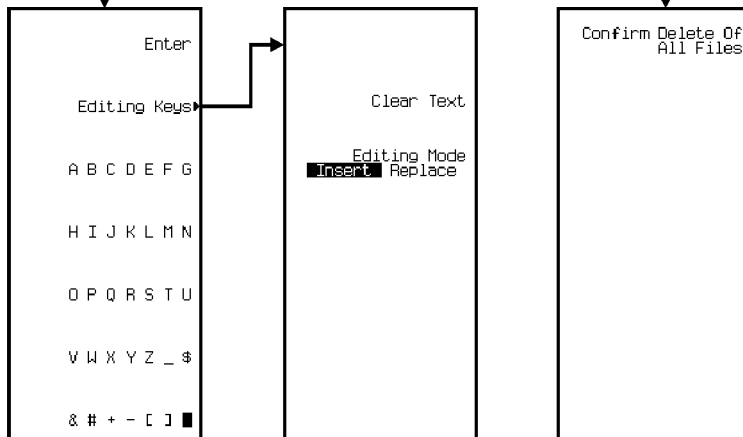 Enter
Editing Keys
A B C D E F G
H I J K L M N
O P Q R S T U
V W X Y Z _ $
& # + - [ ] █
Clear Text
Editing Mode
Insert Replace
Confirm Delete Of
All Files